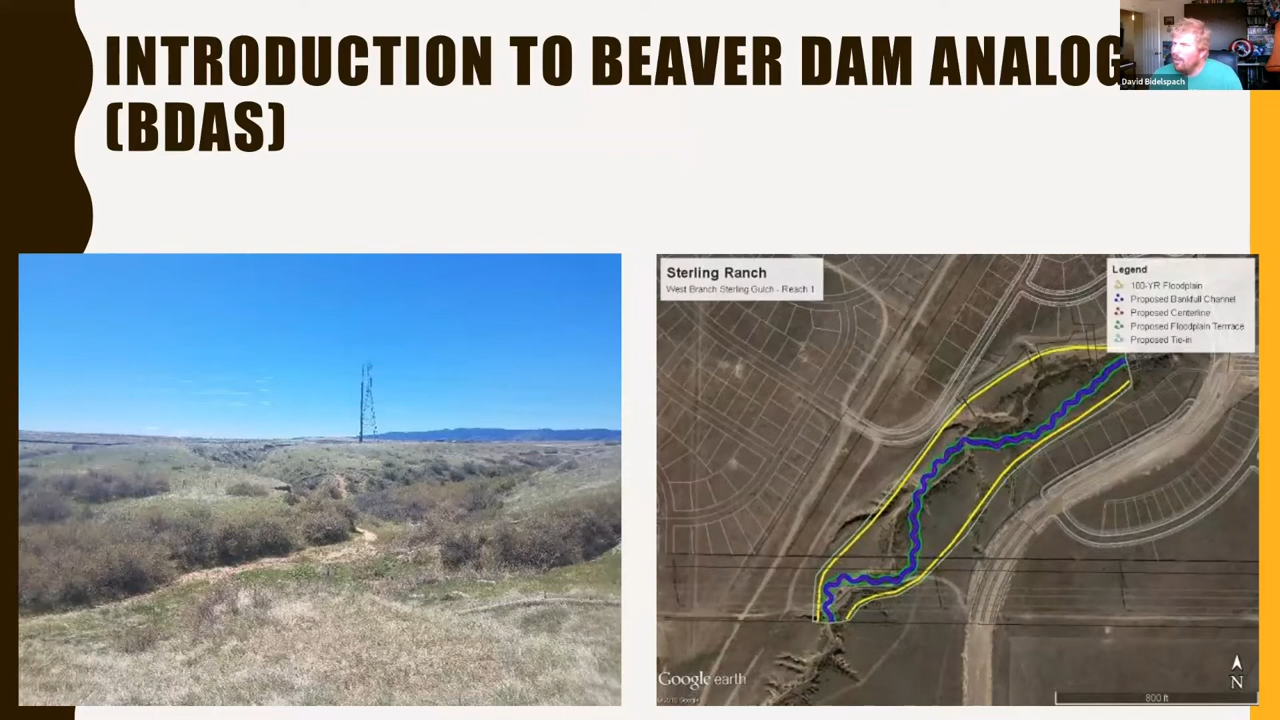 INTRODUCTION TO BEAVER DAM ANALOG
(BDAS)
David Bidelspach
Sterling Ranch
West Branch Sterling Gulch - Reach 1
Legend
100-YR Floodplain
Proposed Bankfull Channel
Proposed Centerline
Proposed Floodplain Terrrace
Proposed Tie-in
Google earth
N
800 ft